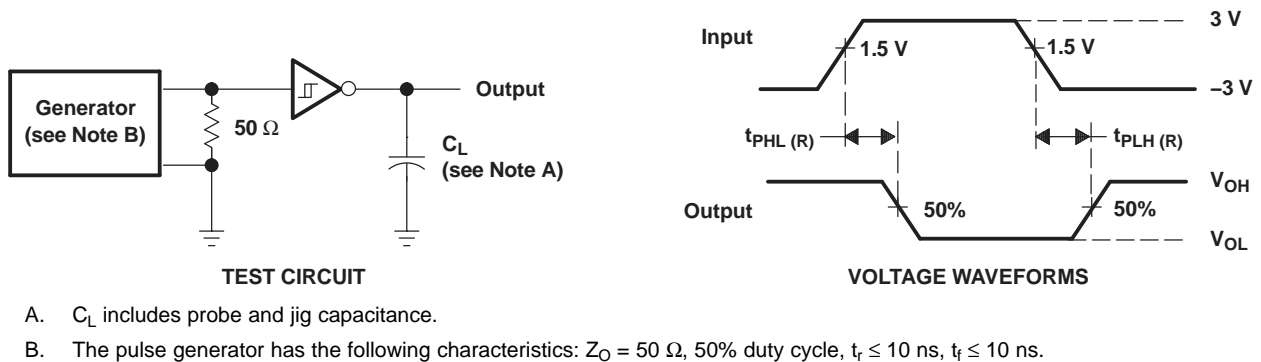 Generator
(see Note B)
50 Ω
Output
CL
(see Note A)
TEST CIRCUIT
Input
1.5 V
1.5 V
3 V
–3 V
tPHL (R)
tPLH (R)
Output
50%
50%
VOH
VOL
VOLTAGE WAVEFORMS
A. CL includes probe and jig capacitance.
B. The pulse generator has the following characteristics: ZO = 50 Ω, 50% duty cycle, tr ≤ 10 ns, tf ≤ 10 ns.